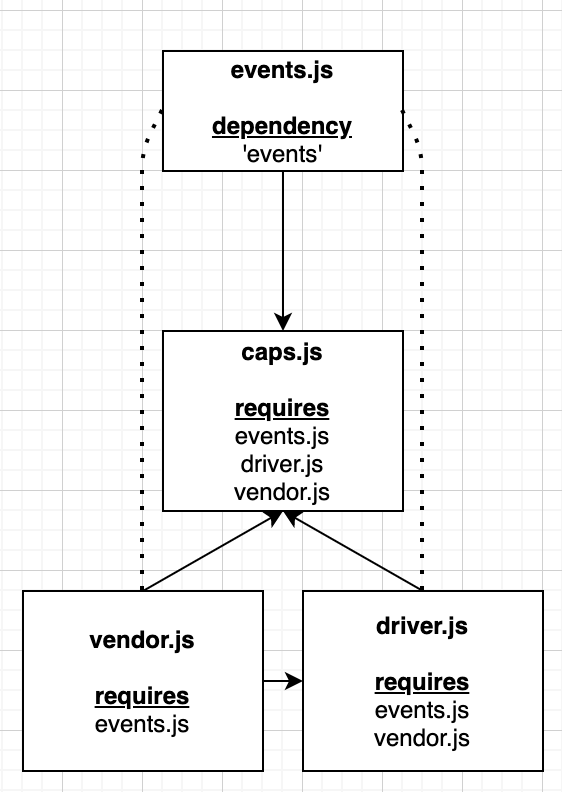 events.js
dependency
'events'
caps.js
requires
events.js
driver.js
vendor.js
vendor.js
requires
events.js
driver.js
requires
events.js
vendor.js